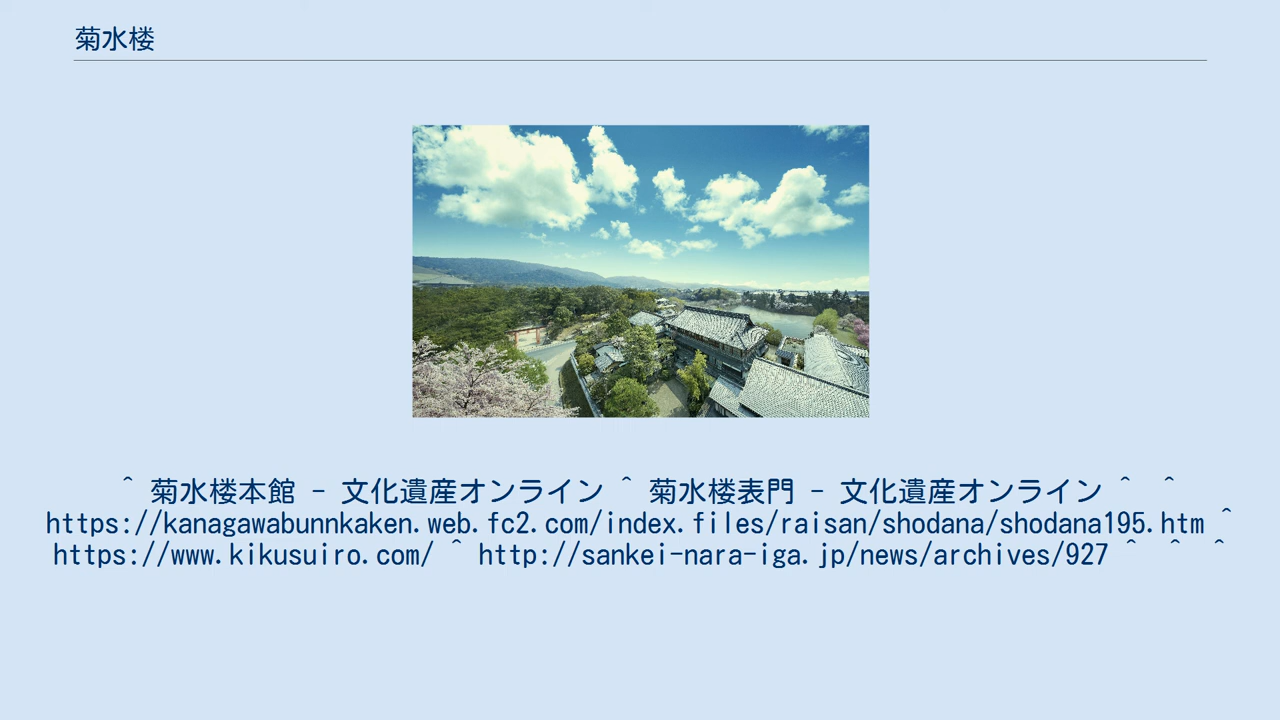 菊水楼
^ 菊水楼本館 - 文化遺産オンライン ^ 菊水楼表門 - 文化遺産オンライン ^ ^
https://kanagawabunnkaken.web.fc2.com/index.files/raisan/shodana/shodana195.htm ^
https://www.kikusuiro.com/ ^ http://sankei-nara-iga.jp/news/archives/927 ^ ^ ^